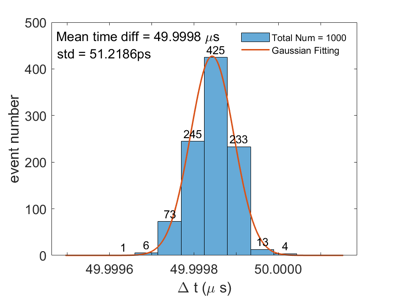 Mean time diff = 49.9998 μs
std = 51.2186ps
Total Num = 1000
Gaussian Fitting
event number
500
400
300
200
100
0
1
6
73
245
425
233
13
4
49.9996
49.9998
50.0000
Δ t (μ s)